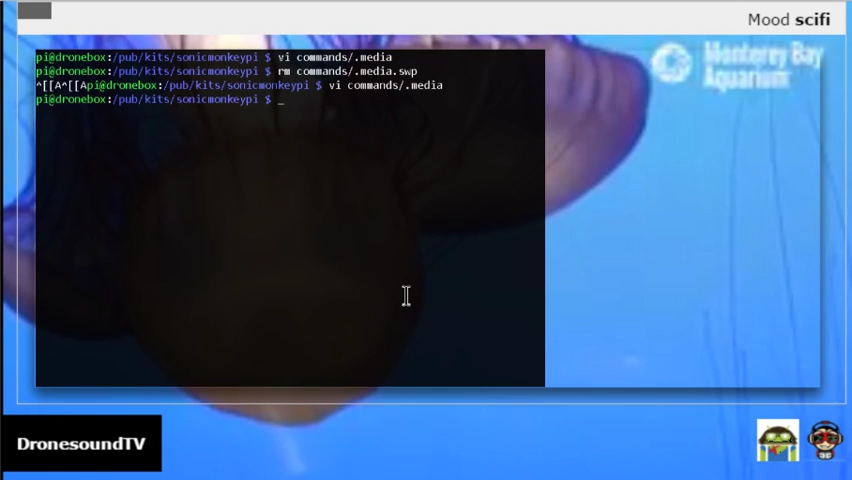 Mood scifi
pi@dronebox:/pub/kits/sonicmonkeypi $ vi commands/.media
pi@dronebox:/pub/kits/sonicmonkeypi $ rm commands/.media.swp
^[[A^[[Api@dronebox:/pub/kits/sonicmonkeypi $ vi commands/.media
pi@dronebox:/pub/kits/sonicmonkeypi $ _
Monterey Bay
Aquarium
DronesoundTV